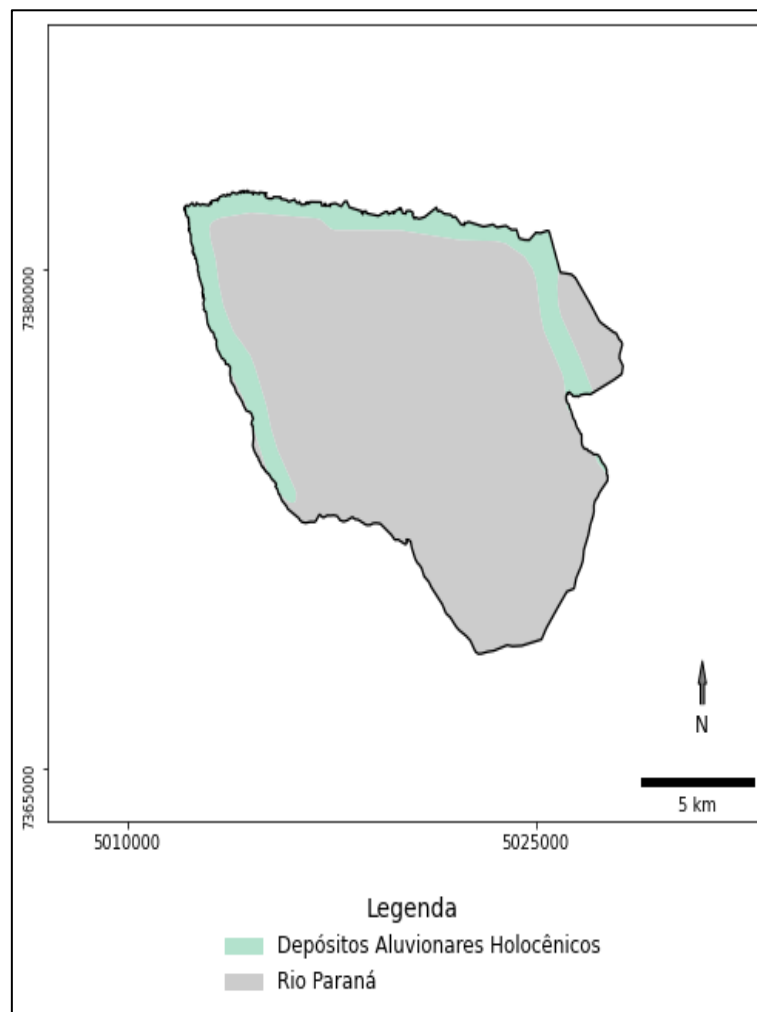 7380000
7365000
N
5 km
5010000
5025000
Legenda
Depósitos Aluvionares Holocênicos
Rio Paraná